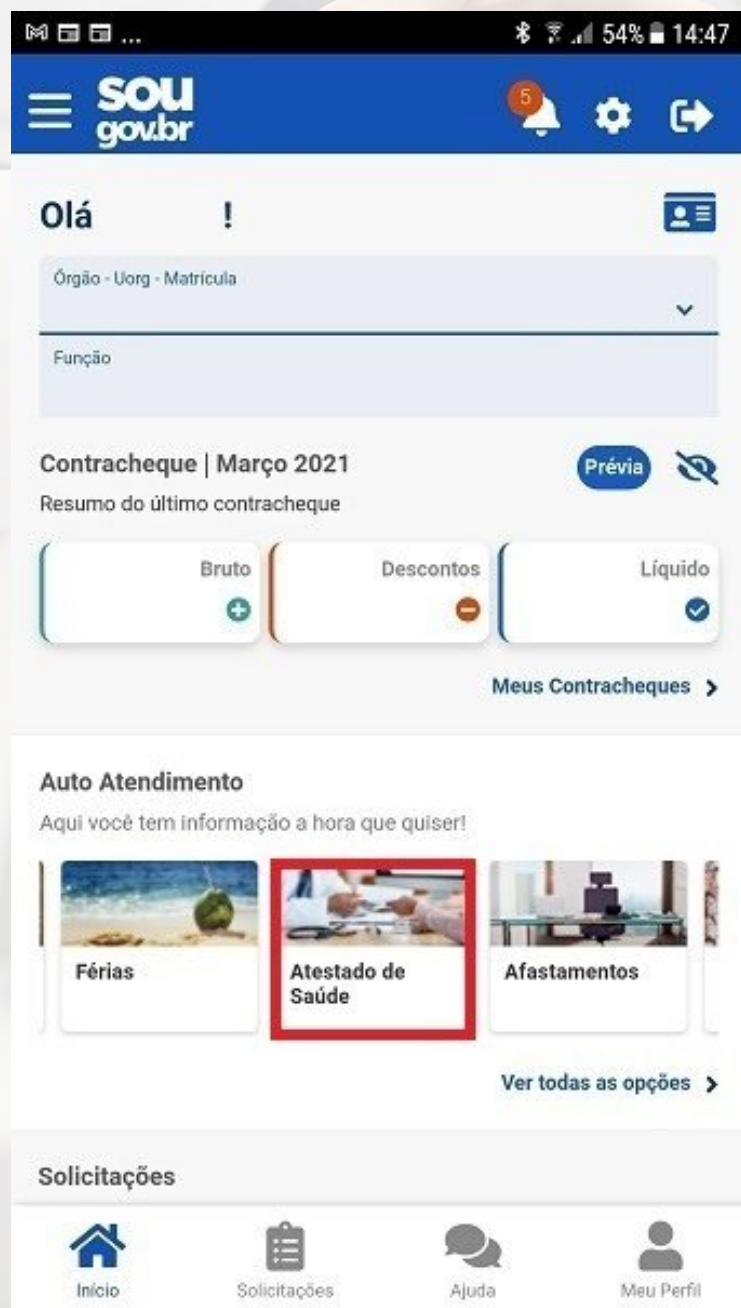 ... 54% 14:47
sou
gov.br
5
Olá !
Órgão - Uorg - Matrícula
Função
Contracheque | Março 2021
Prévia
Resumo do último contracheque
Bruto
Descontos
Líquido
Meus Contracheques
Auto Atendimento
Aqui você tem informação a hora que quiser!
Férias
Atestado de
Saúde
Afastamentos
Ver todas as opções
Solicitações
Início
Solicitações
Ajuda
Meu Perfil